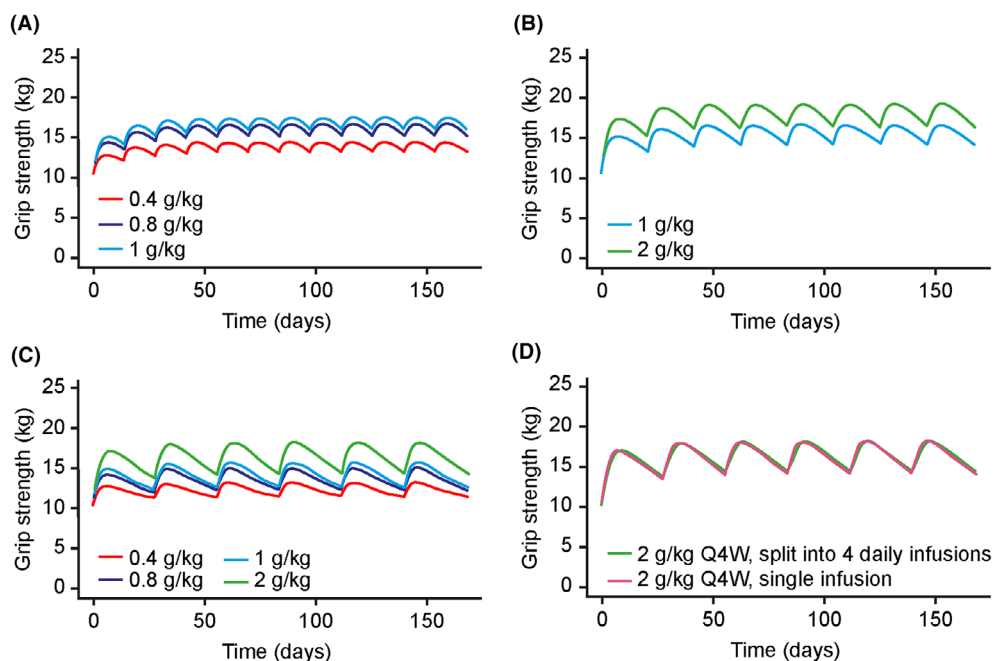 (A)
Grip strength (kg)
25
20
15
10
5
0
0.4 g/kg
0.8 g/kg
1 g/kg
0 50 100 150
Time (days)
(B)
Grip strength (kg)
25
20
15
10
5
0
1 g/kg
2 g/kg
0 50 100 150
Time (days)
(C)
Grip strength (kg)
25
20
15
10
5
0
0.4 g/kg 1 g/kg
0.8 g/kg 2 g/kg
0 50 100 150
Time (days)
(D)
Grip strength (kg)
25
20
15
10
5
0
2 g/kg Q4W, split into 4 daily infusions
2 g/kg Q4W, single infusion
0 50 100 150
Time (days)